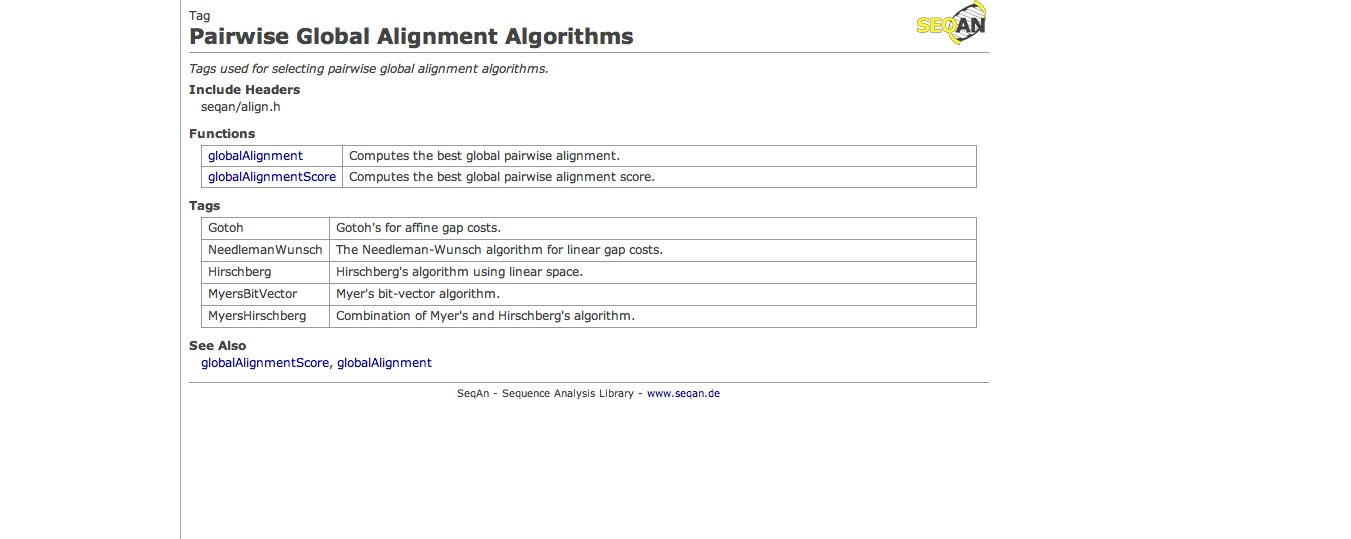 Tag
SEQAN
Pairwise Global Alignment Algorithms
Tags used for selecting pairwise global alignment algorithms.
Include Headers
seqan/align.h
Functions
globalAlignment Computes the best global pairwise alignment.
globalAlignmentScore Computes the best global pairwise alignment score.
Tags
Gotoh Gotoh's for affine gap costs.
NeedlemanWunsch The Needleman-Wunsch algorithm for linear gap costs.
Hirschberg Hirschberg's algorithm using linear space.
MyersBitVector Myer's bit-vector algorithm.
MyersHirschberg Combination of Myer's and Hirschberg's algorithm.
See Also
globalAlignmentScore, globalAlignment
SeqAn - Sequence Analysis Library - www.seqan.de